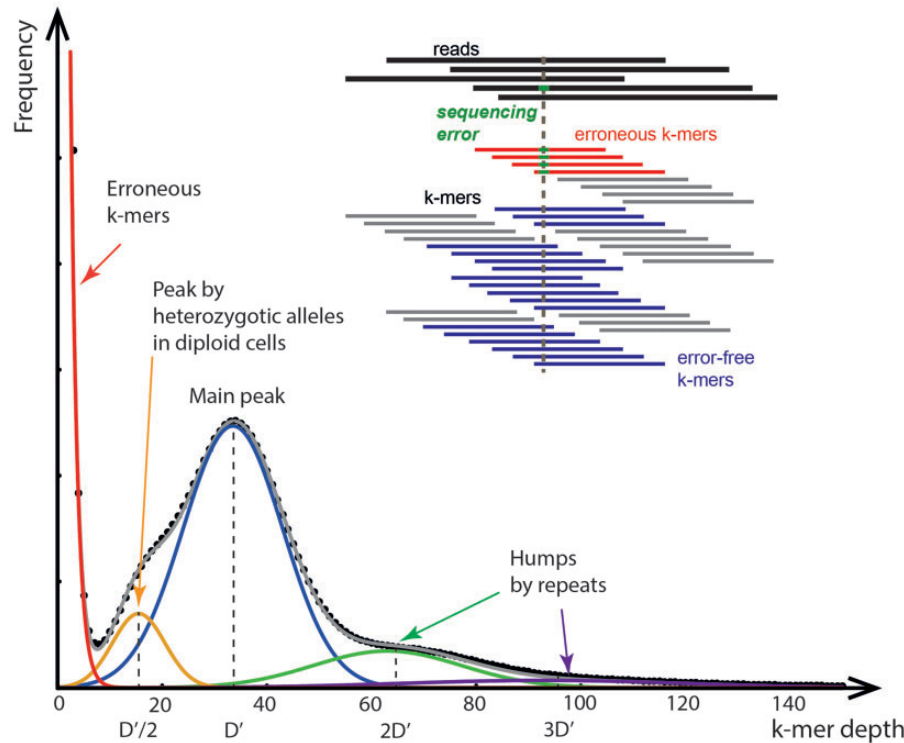 Frequency
reads
sequencing
error
erroneous k-mers
k-mers
error-free
k-mers
Erroneous
k-mers
Peak by
heterozygotic alleles
in diploid cells
Main peak
Humps
by repeats
0 20 40 60 80 100 120 140
D'/2 D' 2D' 3D' k-mer depth